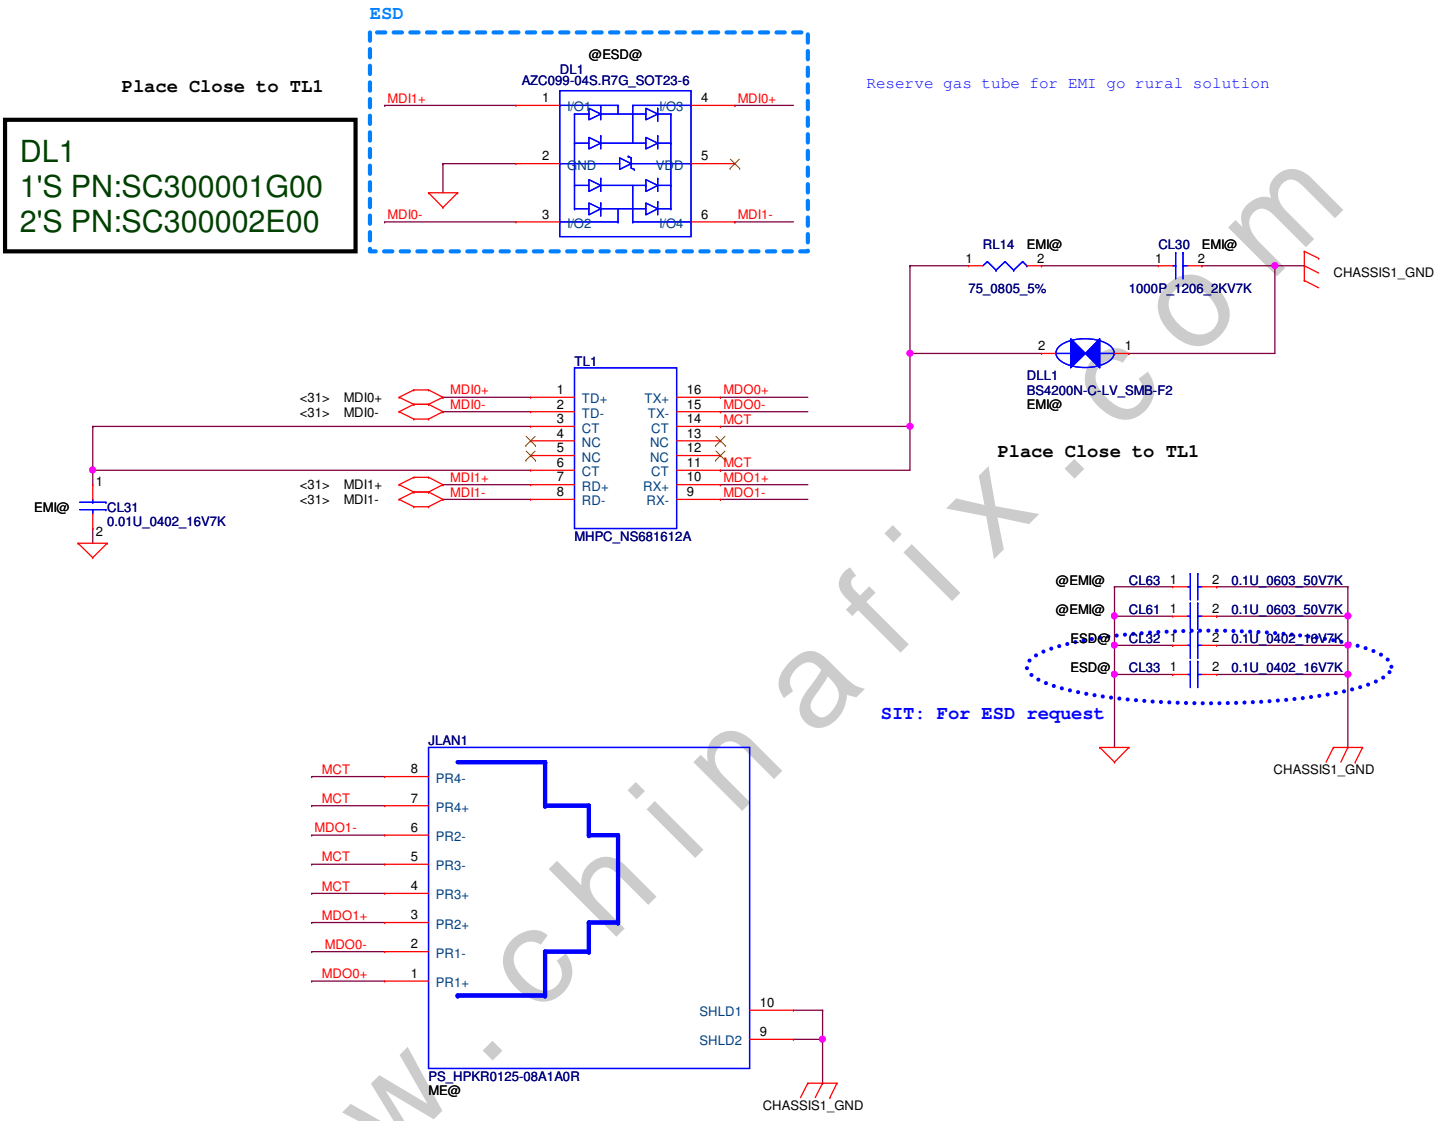 ESD
@ESD@
DL1
AZC099-04S.R7G_SOT23-6
Place Close to TL1
DL1
1'S PN:SC300001G00
2'S PN:SC300002E00
MDI1+ 1 I/O1 I/O3 4 MDI0+
2 GND VDD 5
MDI0- 3 I/O2 I/O4 6 MDI1-
Reserve gas tube for EMI go rural solution
RL14 EMI@ CL30 EMI@
1 2 1 2
75_0805_5% 1000P_1206_2KV7K
CHASSIS1_GND
2 1
DLL1
BS4200N-C-LV_SMB-F2
EMI@
Place Close to TL1
TL1
<31> MDI0+ MDI0+ 1 TD+ TX+ 16 MDO0+
<31> MDI0- MDI0- 2 TD- TX- 15 MDO0-
3 CT CT 14 MCT
4 NC NC 13
5 NC NC 12
6 CT CT 11 MCT
<31> MDI1+ MDI1+ 7 RD+ RX+ 10 MDO1+
<31> MDI1- MDI1- 8 RD- RX- 9 MDO1-
MHPC_NS681612A
1
EMI@ CL31
0.01U_0402_16V7K
2
@EMI@ CL63 1 2 0.1U_0603_50V7K
@EMI@ CL61 1 2 0.1U_0603_50V7K
ESD@ CL32 1 2 0.1U_0402_16V7K
ESD@ CL33 1 2 0.1U_0402_16V7K
SIT: For ESD request
CHASSIS1_GND
JLAN1
MCT 8 PR4-
MCT 7 PR4+
MDO1- 6 PR2-
MCT 5 PR3-
MCT 4 PR3+
MDO1+ 3 PR2+
MDO0- 2 PR1-
MDO0+ 1 PR1+
SHLD1 10
SHLD2 9
PS_HPKR0125-08A1A0R
ME@
CHASSIS1_GND
w.chinafix.com